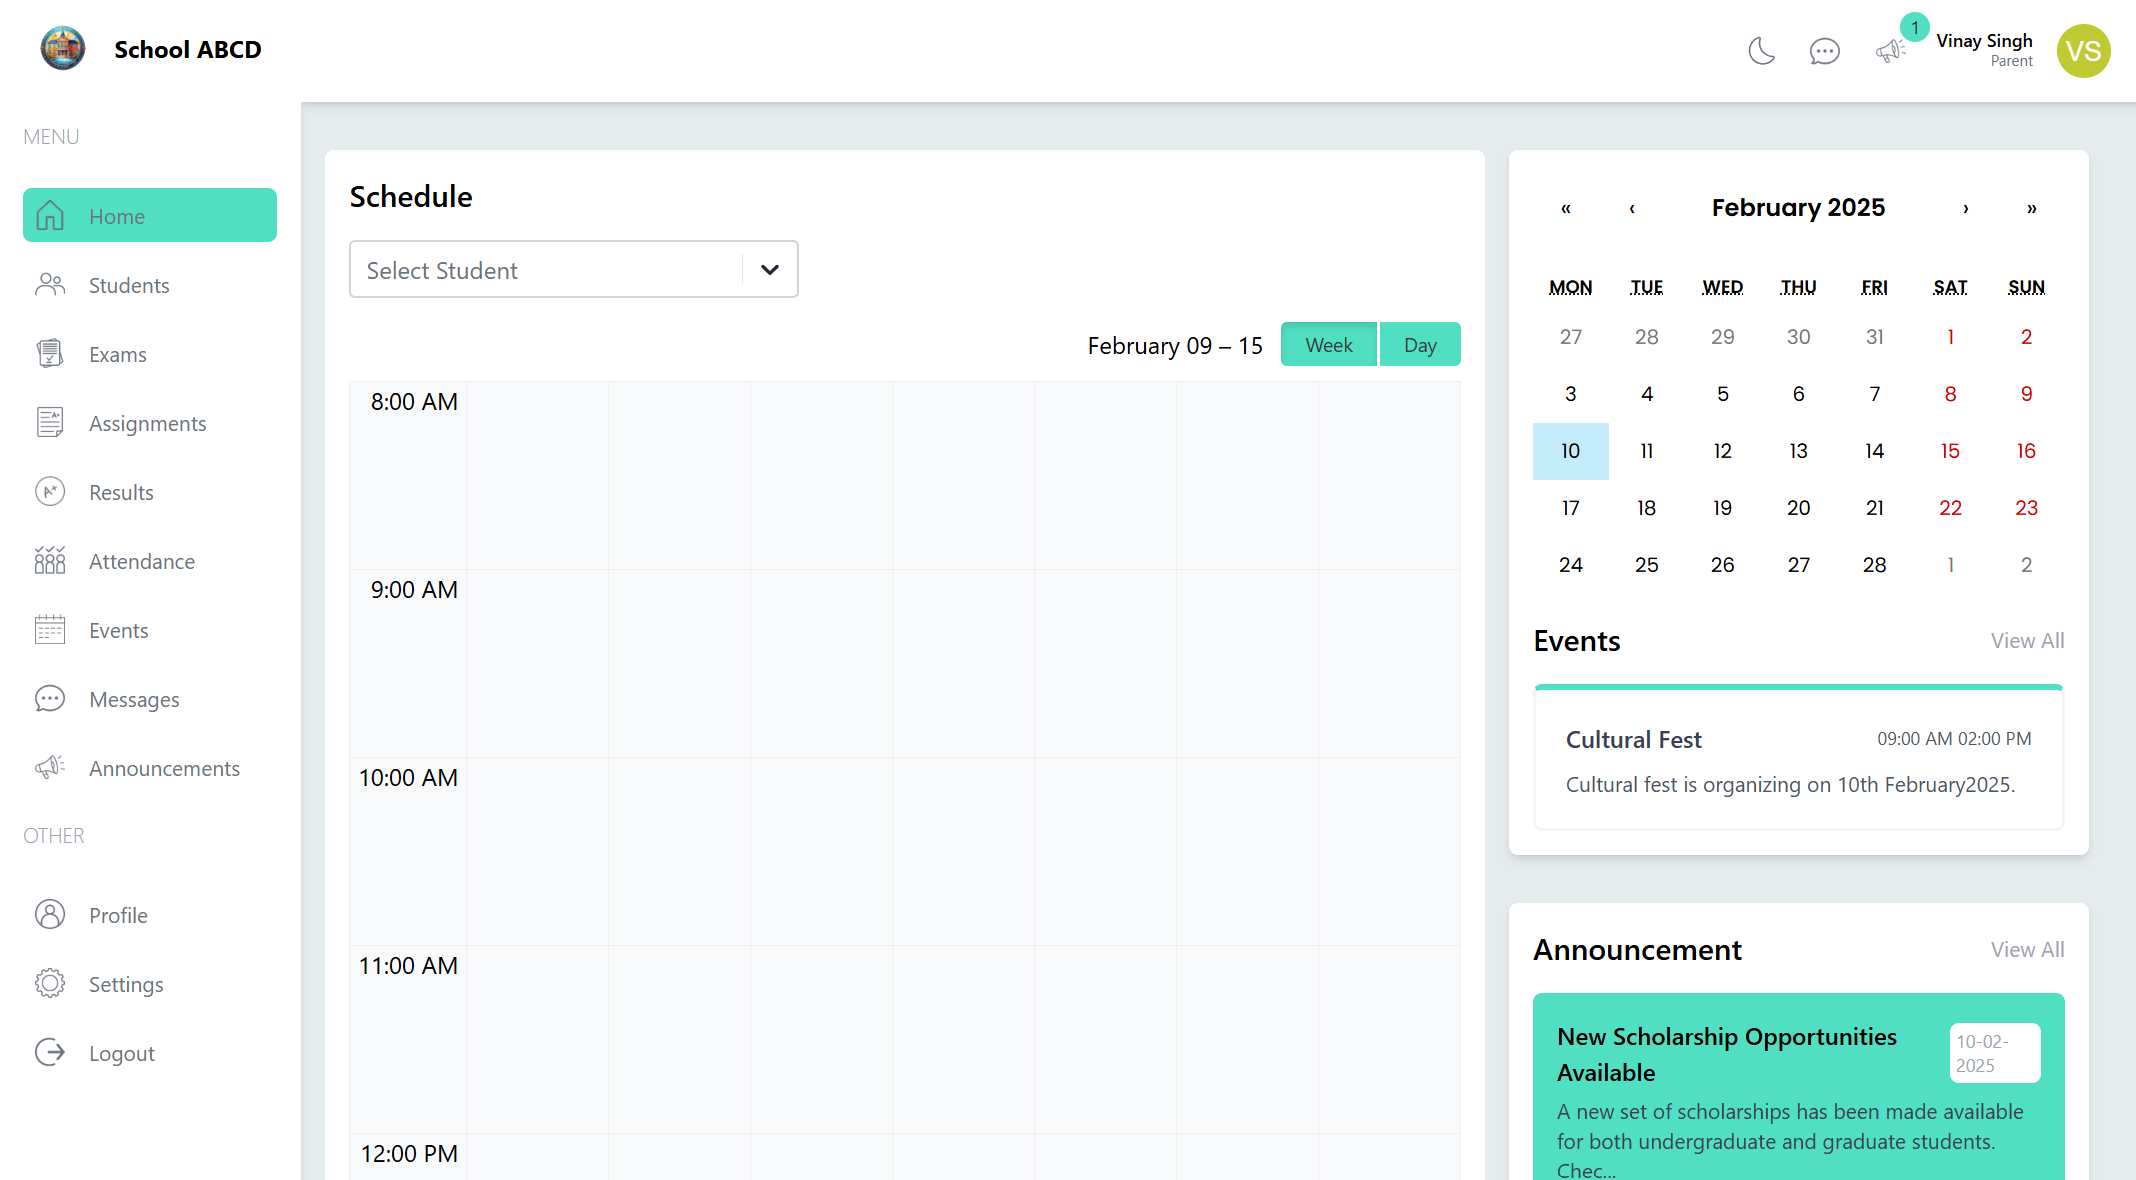 School ABCD
1
Vinay Singh
Parent
VS
MENU
Home
Students
Exams
Assignments
Results
Attendance
Events
Messages
Announcements
OTHER
Profile
Settings
Logout
Schedule
Select Student
February 09 – 15
Week
Day
8:00 AM
9:00 AM
10:00 AM
11:00 AM
12:00 PM
« ‹ February 2025 › »
MON TUE WED THU FRI SAT SUN
27 28 29 30 31 1 2
3 4 5 6 7 8 9
10 11 12 13 14 15 16
17 18 19 20 21 22 23
24 25 26 27 28 1 2
Events
View All
Cultural Fest
09:00 AM 02:00 PM
Cultural fest is organizing on 10th February2025.
Announcement
View All
New Scholarship Opportunities
Available
10-02-
2025
A new set of scholarships has been made available
for both undergraduate and graduate students.
Chec...